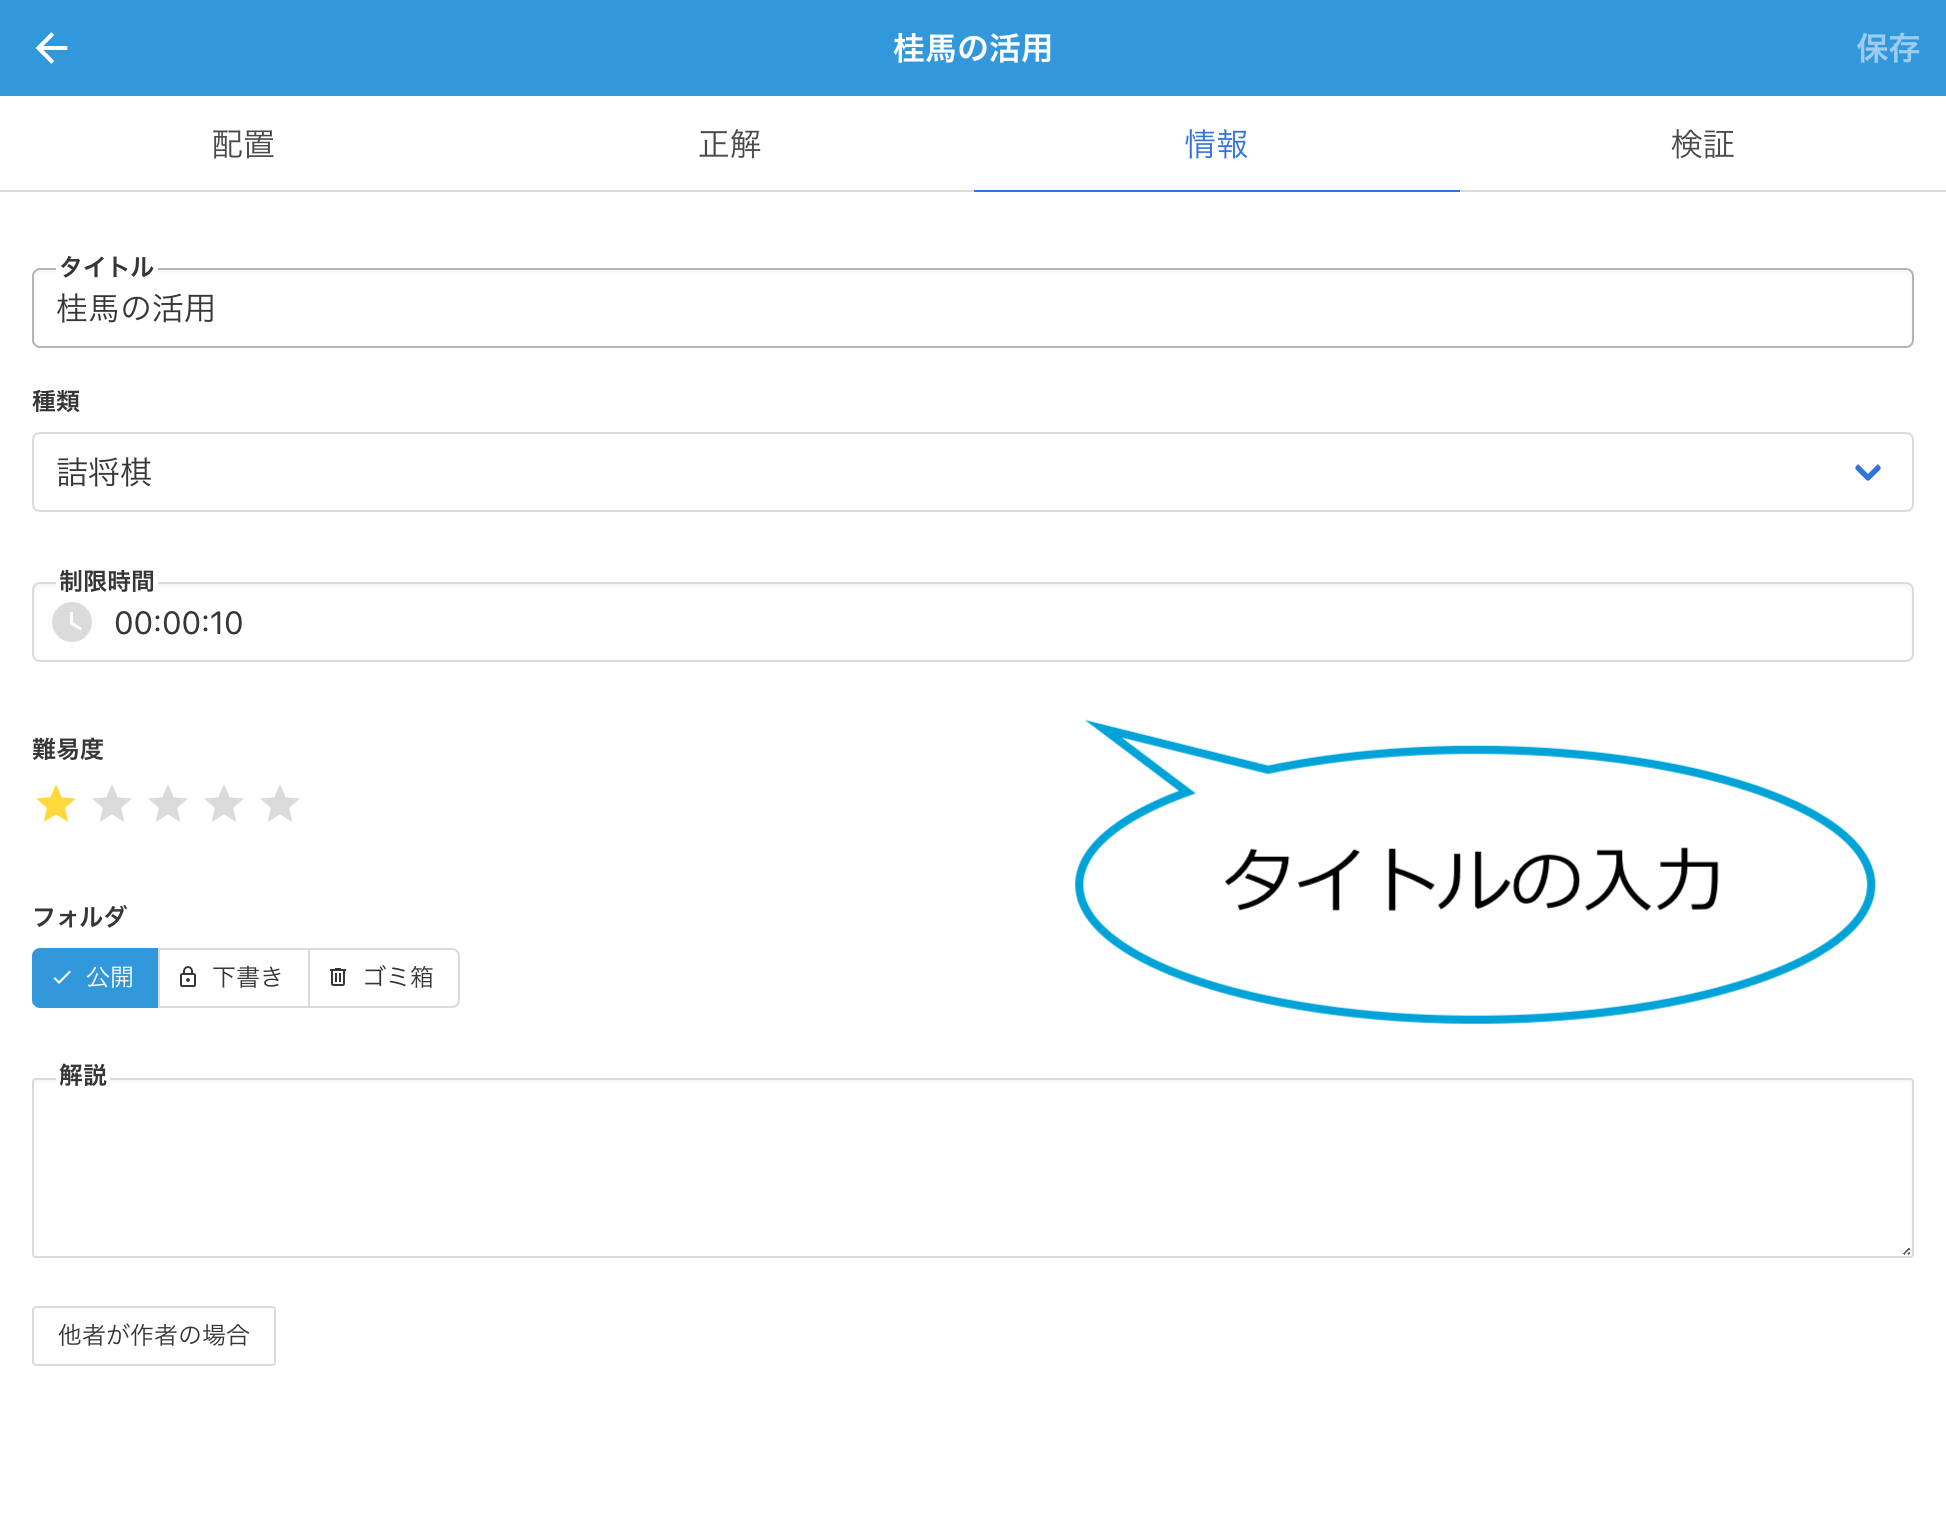 桂馬の活用
保存
配置
正解
情報
検証
タイトル
桂馬の活用
種類
詰将棋
制限時間
00:00:10
難易度
タイトルの入力
フォルダ
公開
下書き
ゴミ箱
解説
他者が作者の場合